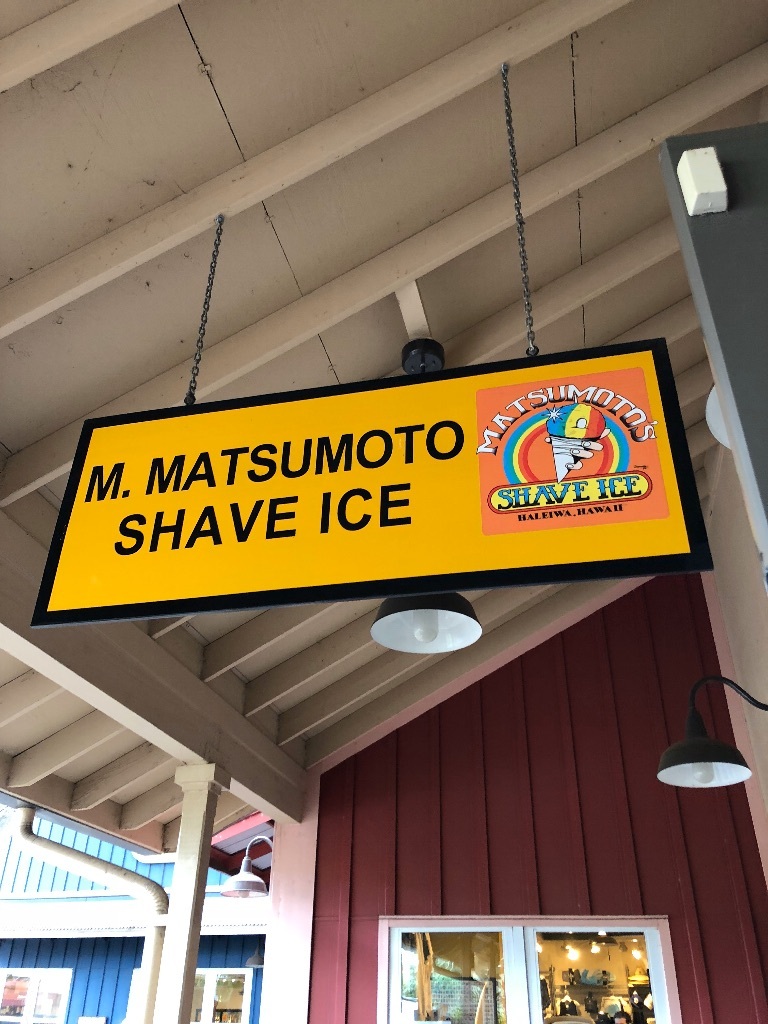 M. MATSUMOTO
SHAVE ICE
MATSUMOTO'S
SHAVE ICE
HALEIWA, HAWAII